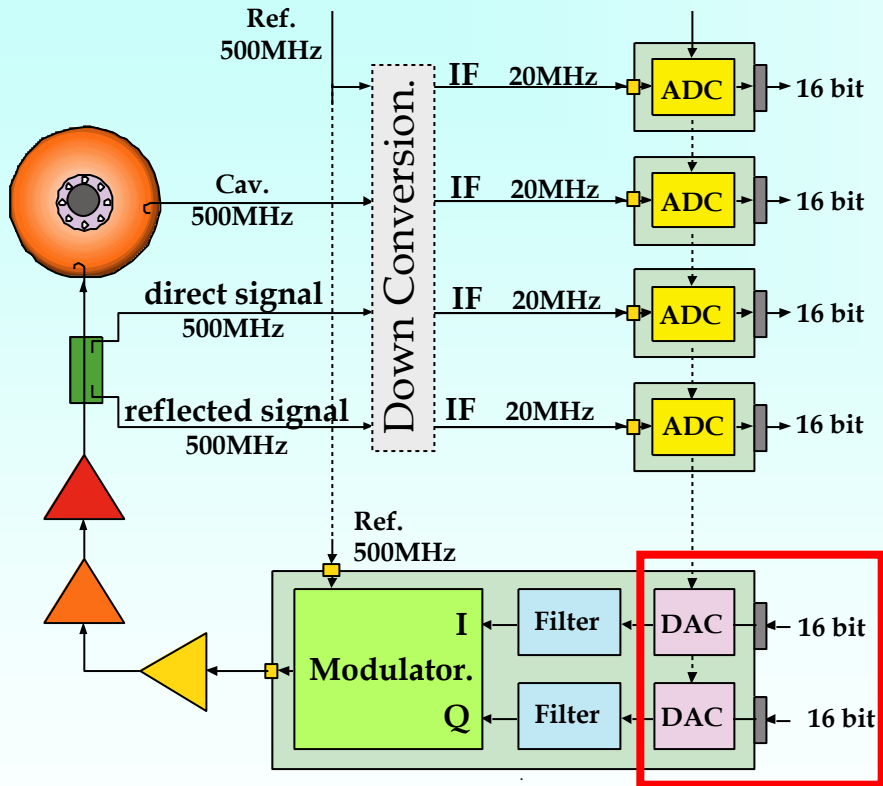 Ref.
500MHz
IF 20MHz
ADC
16 bit
Cav.
500MHz
IF 20MHz
ADC
16 bit
direct signal
500MHz
IF 20MHz
ADC
16 bit
reflected signal
500MHz
IF 20MHz
ADC
16 bit
Down Conversion.
Ref.
500MHz
I
Filter
DAC
16 bit
Modulator.
Q
Filter
DAC
16 bit